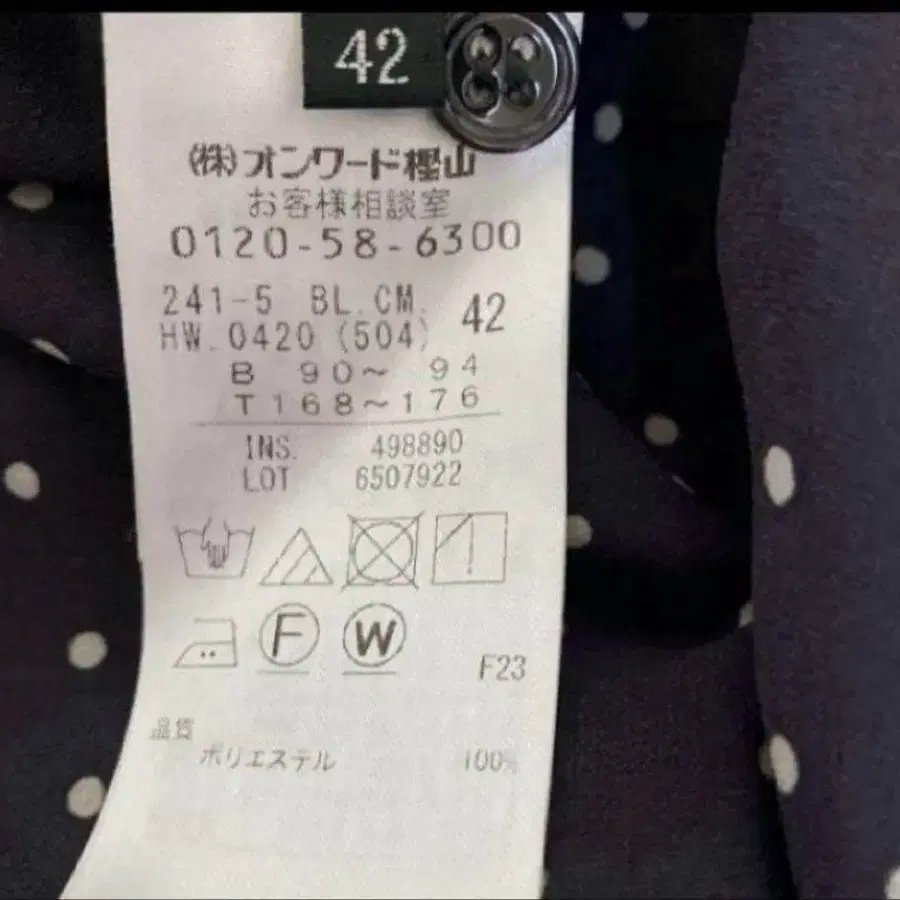 42
(株)オンワード樫山
お客様相談室
0120-58-6300
241-5 BL.CM. 42
HW.0420 (504)
B 90～ 94
T168～176
INS. 498890
LOT 6507922
F W
F23
品質
ポリエステル 100%